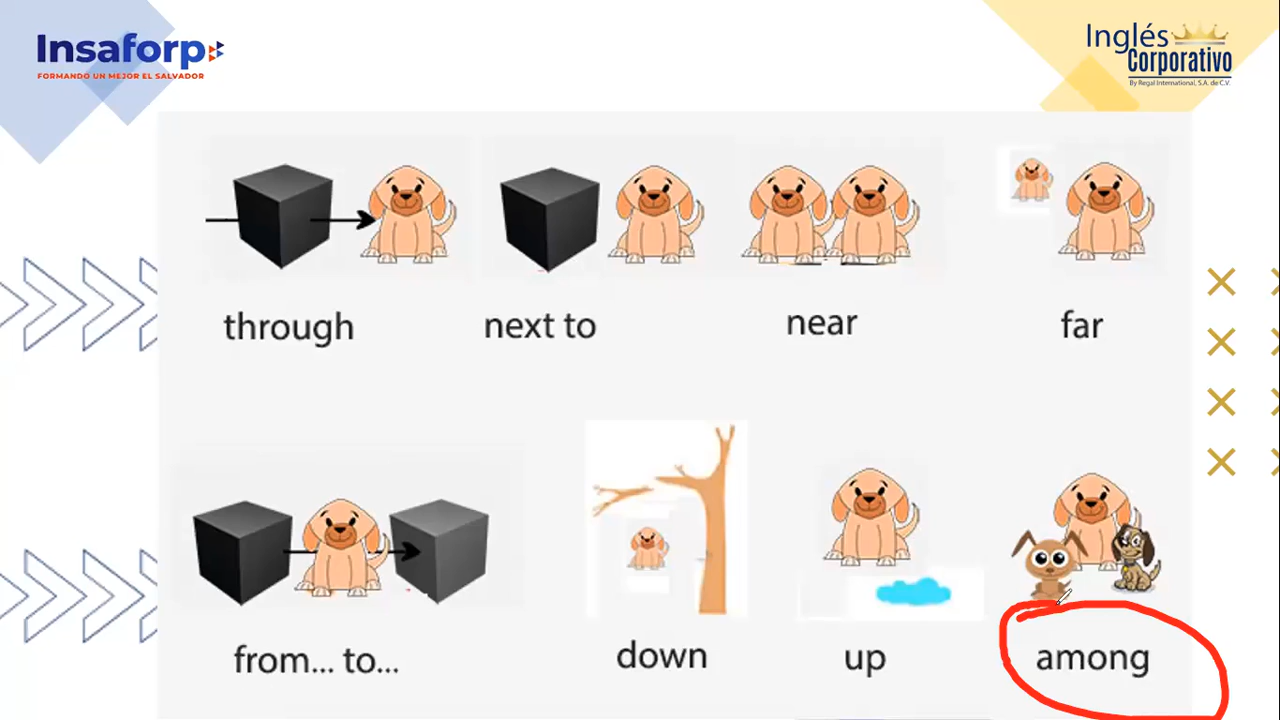 Insaforp
FORMANDO UN MEJOR EL SALVADOR
Inglés
Corporativo
By Regal International, S.A. de C.V.
through
next to
near
far
from... to...
down
up
among